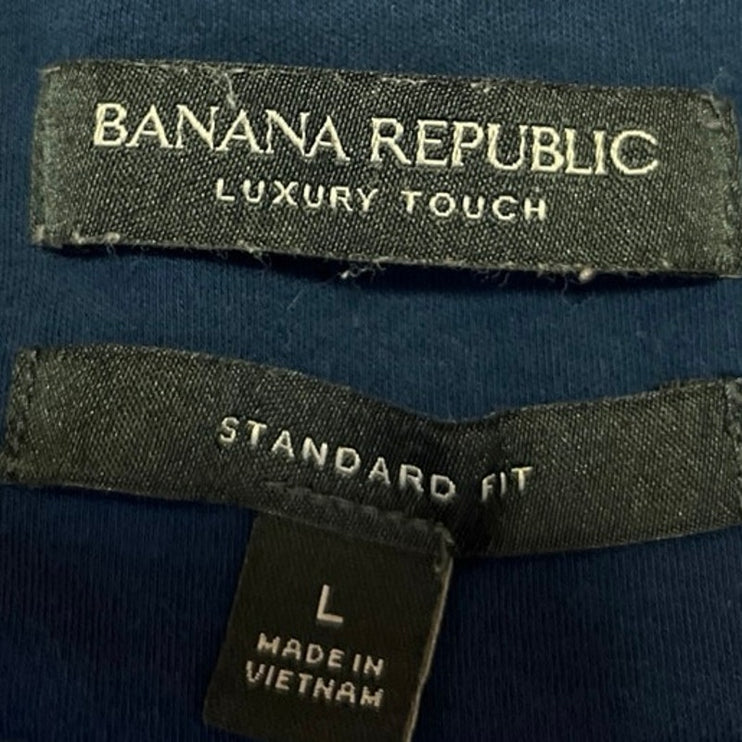 BANANA REPUBLIC
LUXURY TOUCH
STANDARD FIT
L
MADE IN
VIETNAM